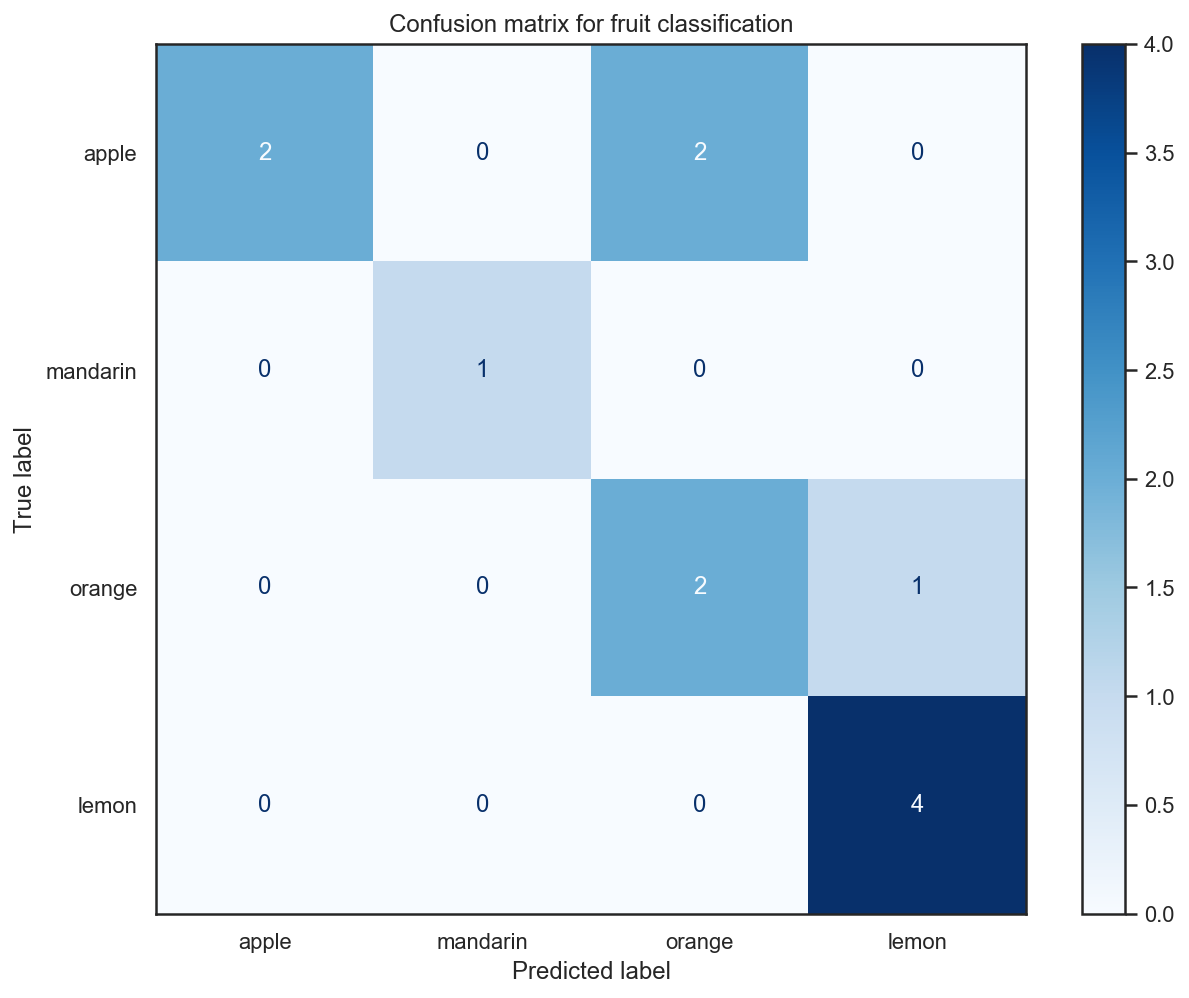 Confusion matrix for fruit classification
True label
apple
2 0 2 0
mandarin
0 1 0 0
orange
0 0 2 1
lemon
0 0 0 4
apple mandarin orange lemon
Predicted label
4.0
3.5
3.0
2.5
2.0
1.5
1.0
0.5
0.0